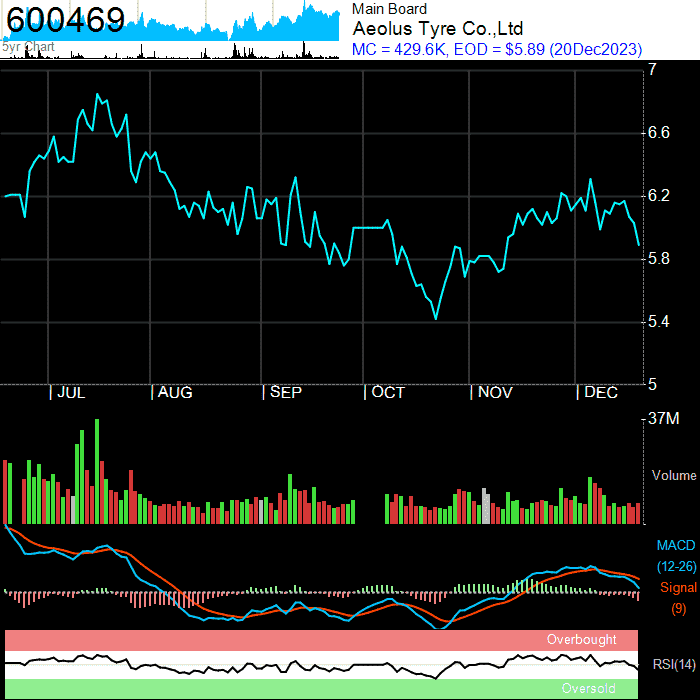 600469
5yr Chart
Main Board
Aeolus Tyre Co.,Ltd
MC = 429.6K, EOD = $5.89 (20Dec2023)
7
6.6
6.2
5.8
5.4
5
| JUL | AUG | SEP | OCT | NOV | DEC
37M
Volume
MACD
(12-26)
Signal
(9)
Overbought
RSI(14)
Oversold